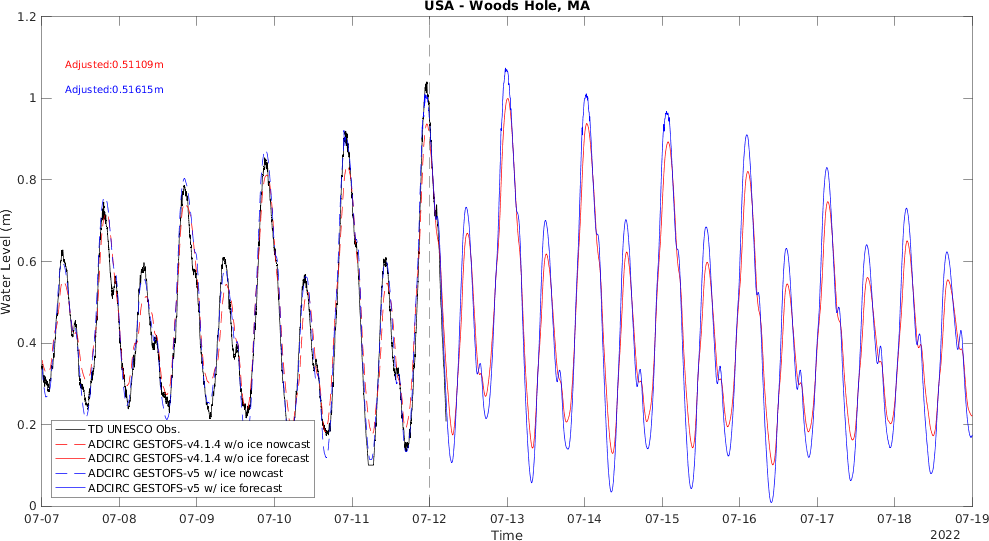 USA - Woods Hole, MA
1.2
1
0.8
0.6
0.4
0.2
0
Water Level (m)
Adjusted:0.51109m
Adjusted:0.51615m
TD UNESCO Obs.
ADCIRC GESTOFS-v4.1.4 w/o ice nowcast
ADCIRC GESTOFS-v4.1.4 w/o ice forecast
ADCIRC GESTOFS-v5 w/ ice nowcast
ADCIRC GESTOFS-v5 w/ ice forecast
07-07 07-08 07-09 07-10 07-11 07-12 07-13 07-14 07-15 07-16 07-17 07-18 07-19
Time
2022